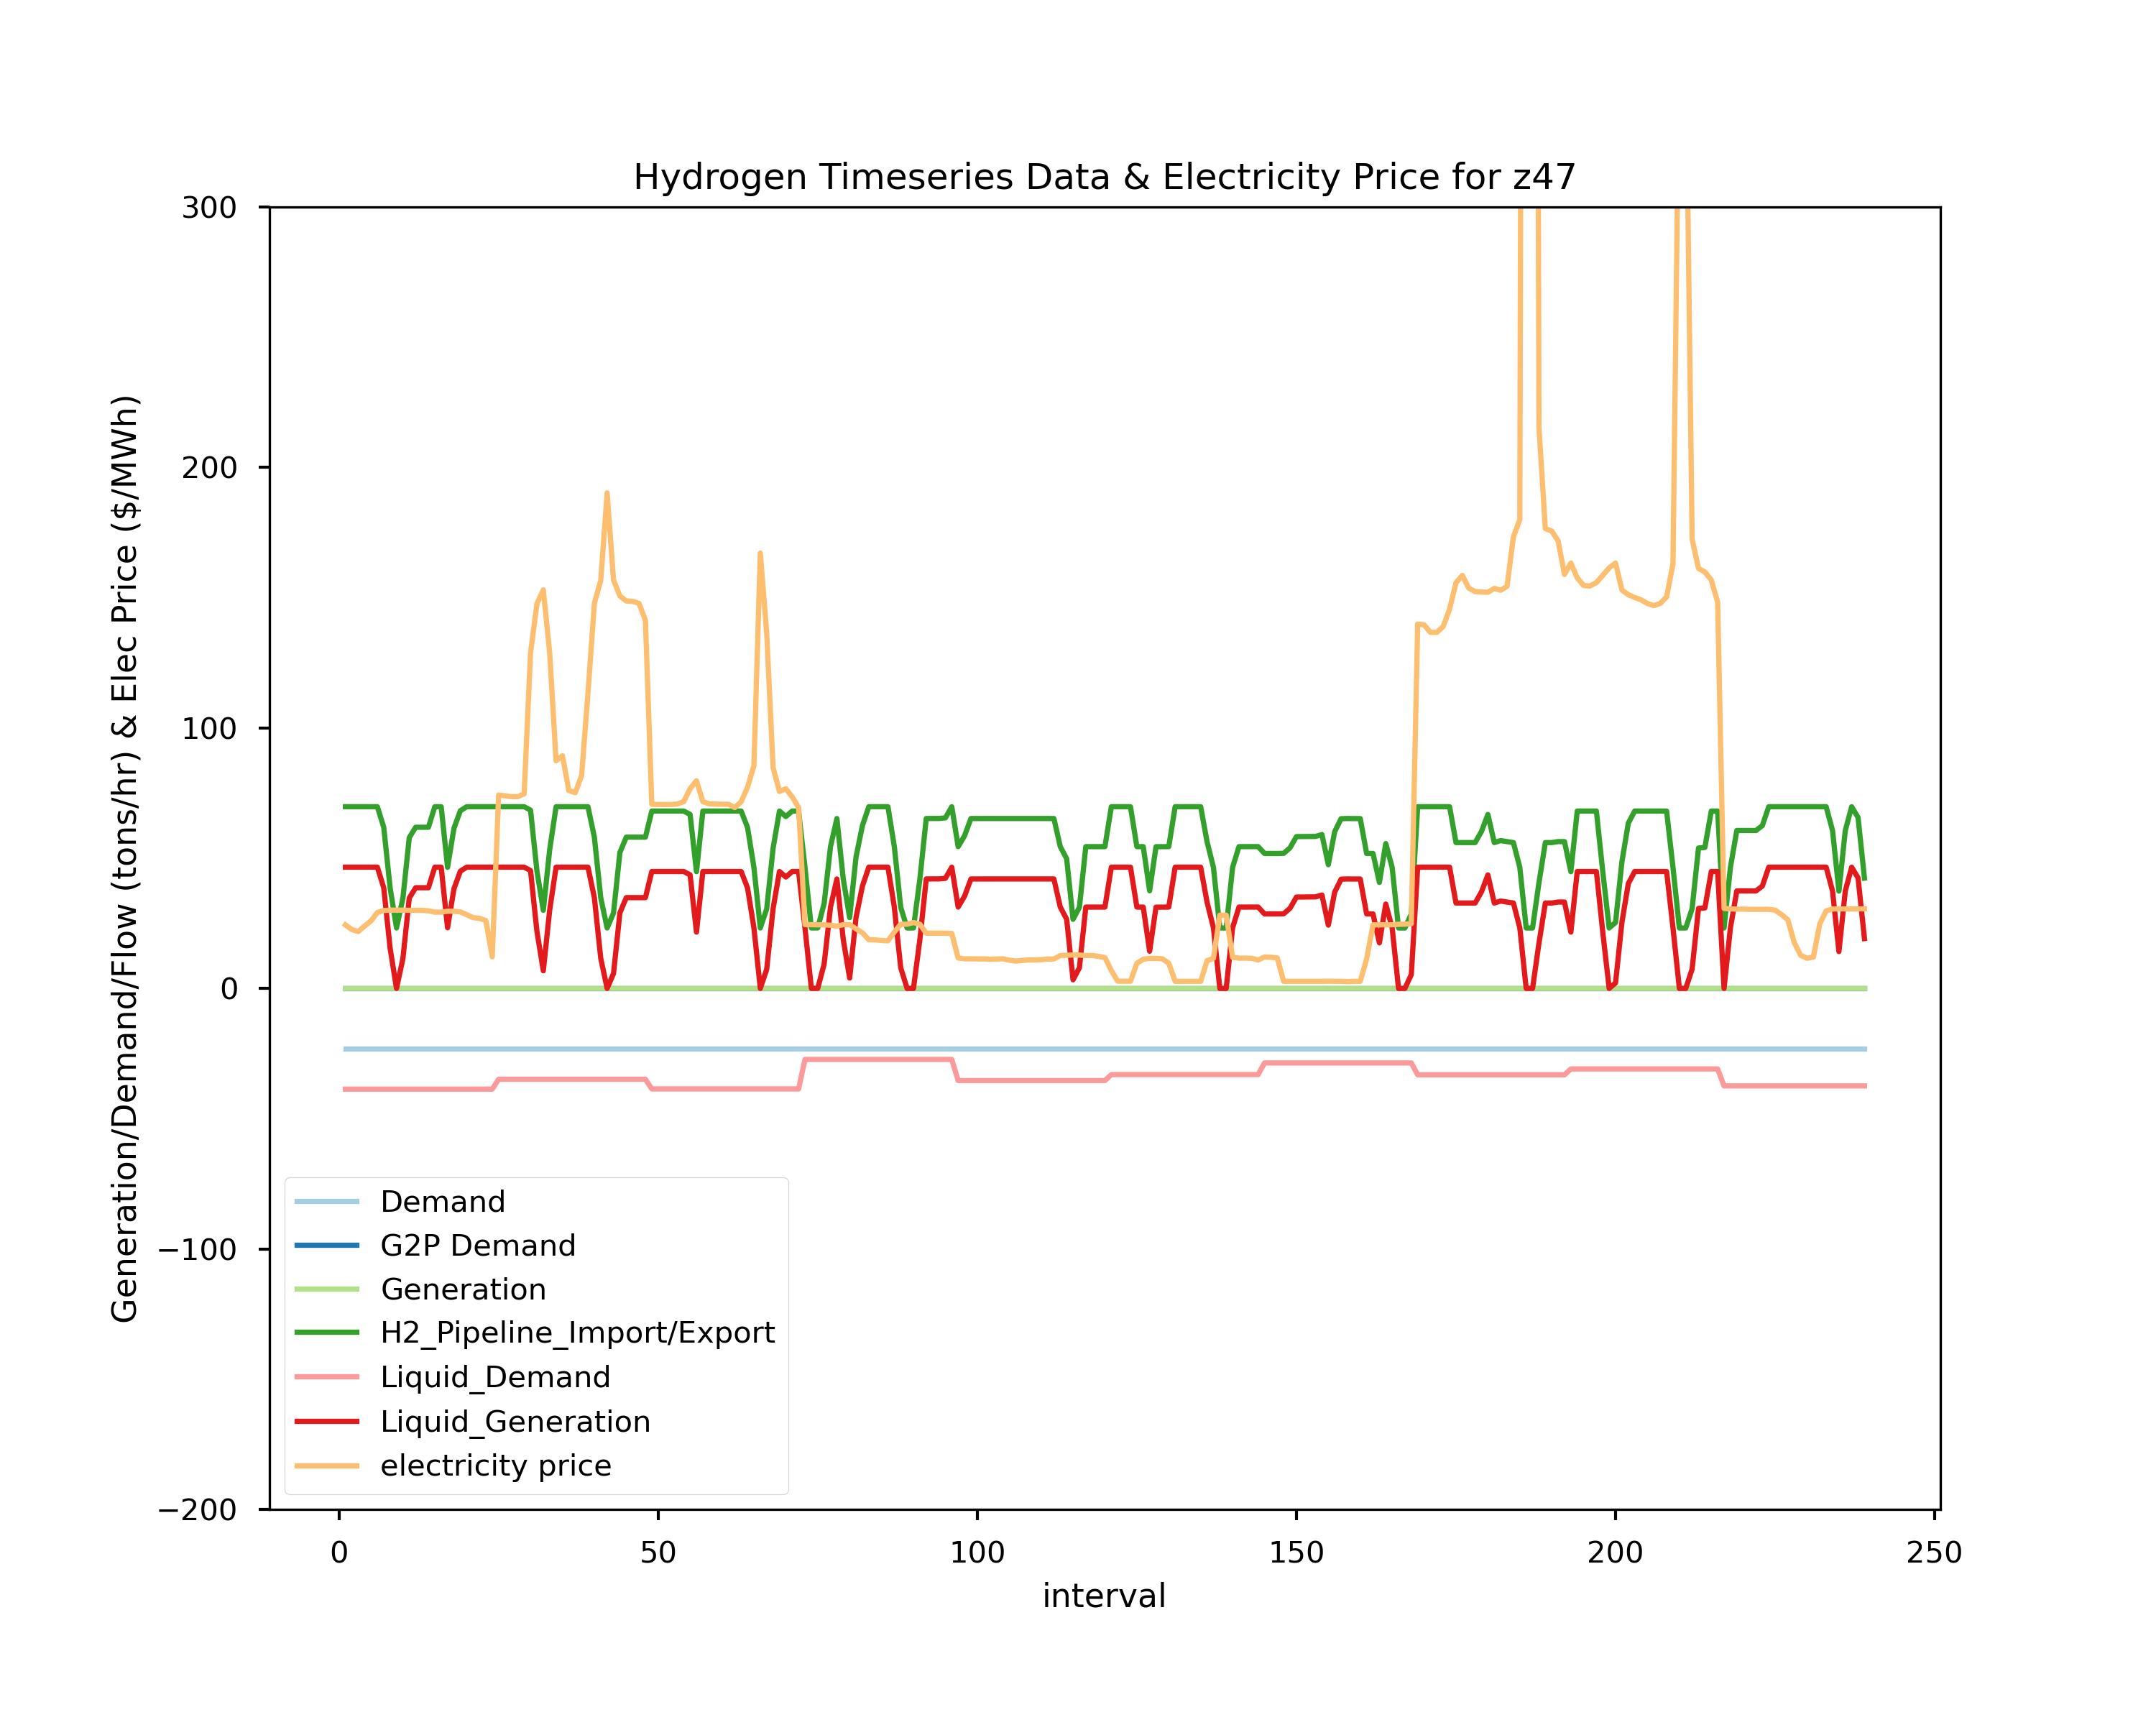 Hydrogen Timeseries Data & Electricity Price for z47
300
200
100
0
−100
−200
Generation/Demand/Flow (tons/hr) & Elec Price ($/MWh)
Demand
G2P Demand
Generation
H2_Pipeline_Import/Export
Liquid_Demand
Liquid_Generation
electricity price
0 50 100 150 200 250
interval